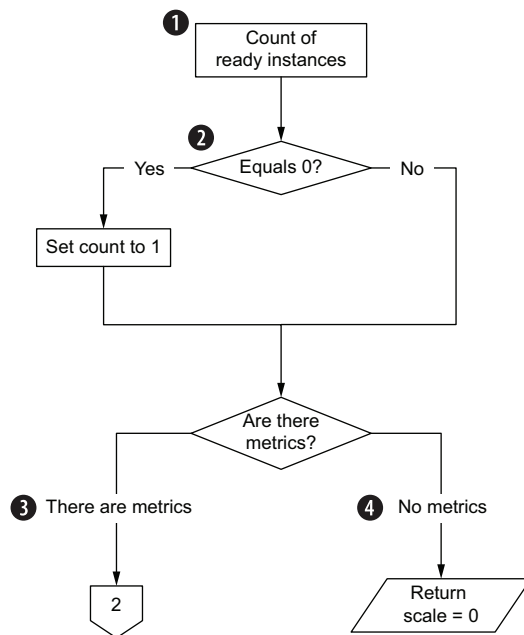 1
Count of
ready instances
2
Equals 0?
Yes
No
Set count to 1
Are there
metrics?
3 There are metrics
4 No metrics
2
Return
scale = 0